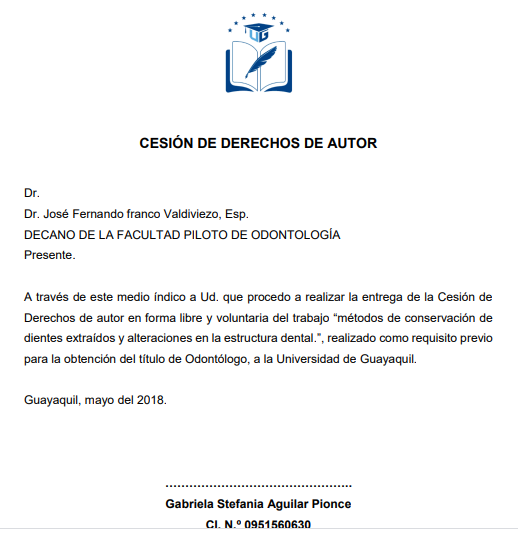 UG
CESIÓN DE DERECHOS DE AUTOR
Dr.
Dr. José Fernando franco Valdiviezo, Esp.
DECANO DE LA FACULTAD PILOTO DE ODONTOLOGÍA
Presente.
A través de este medio índico a Ud. que procedo a realizar la entrega de la Cesión de
Derechos de autor en forma libre y voluntaria del trabajo “métodos de conservación de
dientes extraídos y alteraciones en la estructura dental.”, realizado como requisito previo
para la obtención del título de Odontólogo, a la Universidad de Guayaquil.
Guayaquil, mayo del 2018.
………………………………………..
Gabriela Stefania Aguilar Pionce
CI. N.º 0951560630